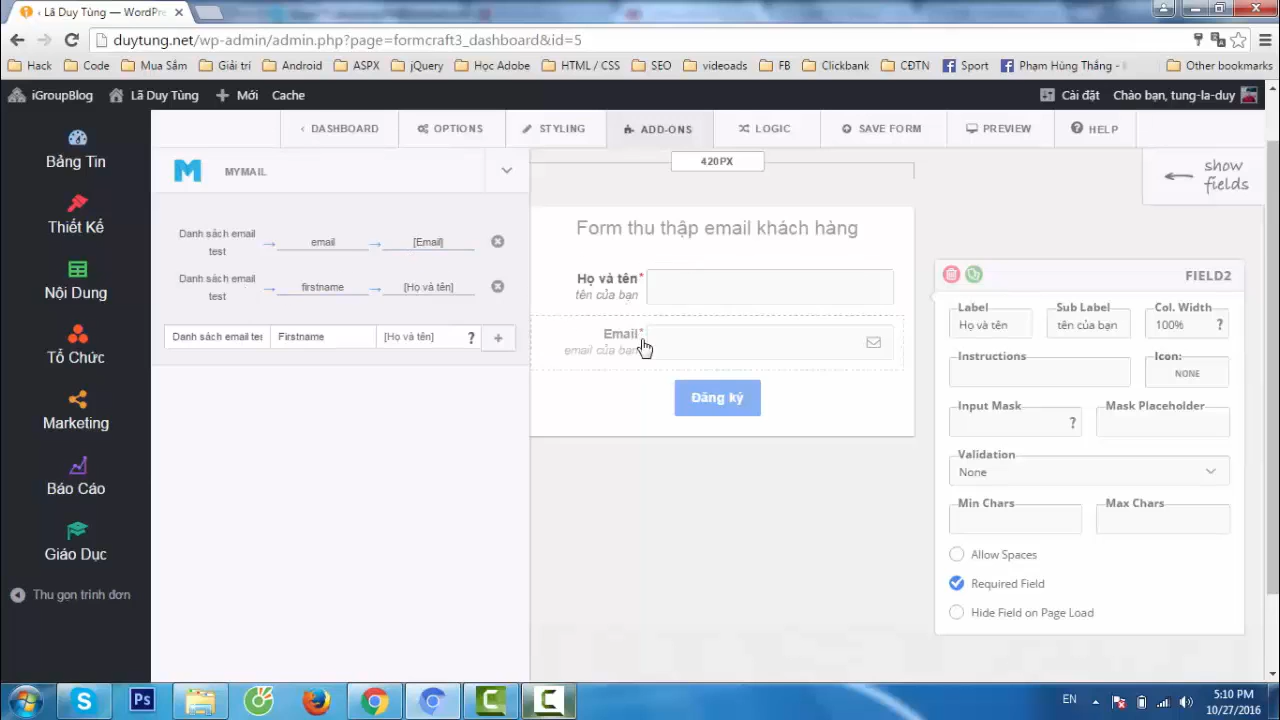 Lã Duy Tùng — WordPre
duytung.net/wp-admin/admin.php?page=formcraft3_dashboard&id=5
Hack Code Mua Sắm Giải trí Android ASPX jQuery Học Adobe HTML / CSS SEO videoads FB Clickbank CĐTN Sport Phạm Hùng Thắng - Other bookmarks
iGroupBlog Lã Duy Tùng Mới Cache Cài đặt Chào bạn, tung-la-duy
Bảng Tin
Thiết Kế
Nội Dung
Tổ Chức
Marketing
Báo Cáo
Giáo Dục
Thu gọn trình đơn
DASHBOARD OPTIONS STYLING ADD-ONS LOGIC SAVE FORM PREVIEW HELP
MYMAIL
Danh sách email
test
email
[Email]
Danh sách email
test
firstname
[Họ và tên]
Danh sách email tes Firstname [Họ và tên] ? +
420PX
show
fields
Form thu thập email khách hàng
Họ và tên*
tên của bạn
Email*
email của bạn
Đăng ký
FIELD2
Label Sub Label Col. Width
Họ và tên tên của bạn 100% ?
Instructions Icon:
NONE
Input Mask Mask Placeholder
?
Validation
None
Min Chars Max Chars
Allow Spaces
Required Field
Hide Field on Page Load
EN
5:10 PM
10/27/2016